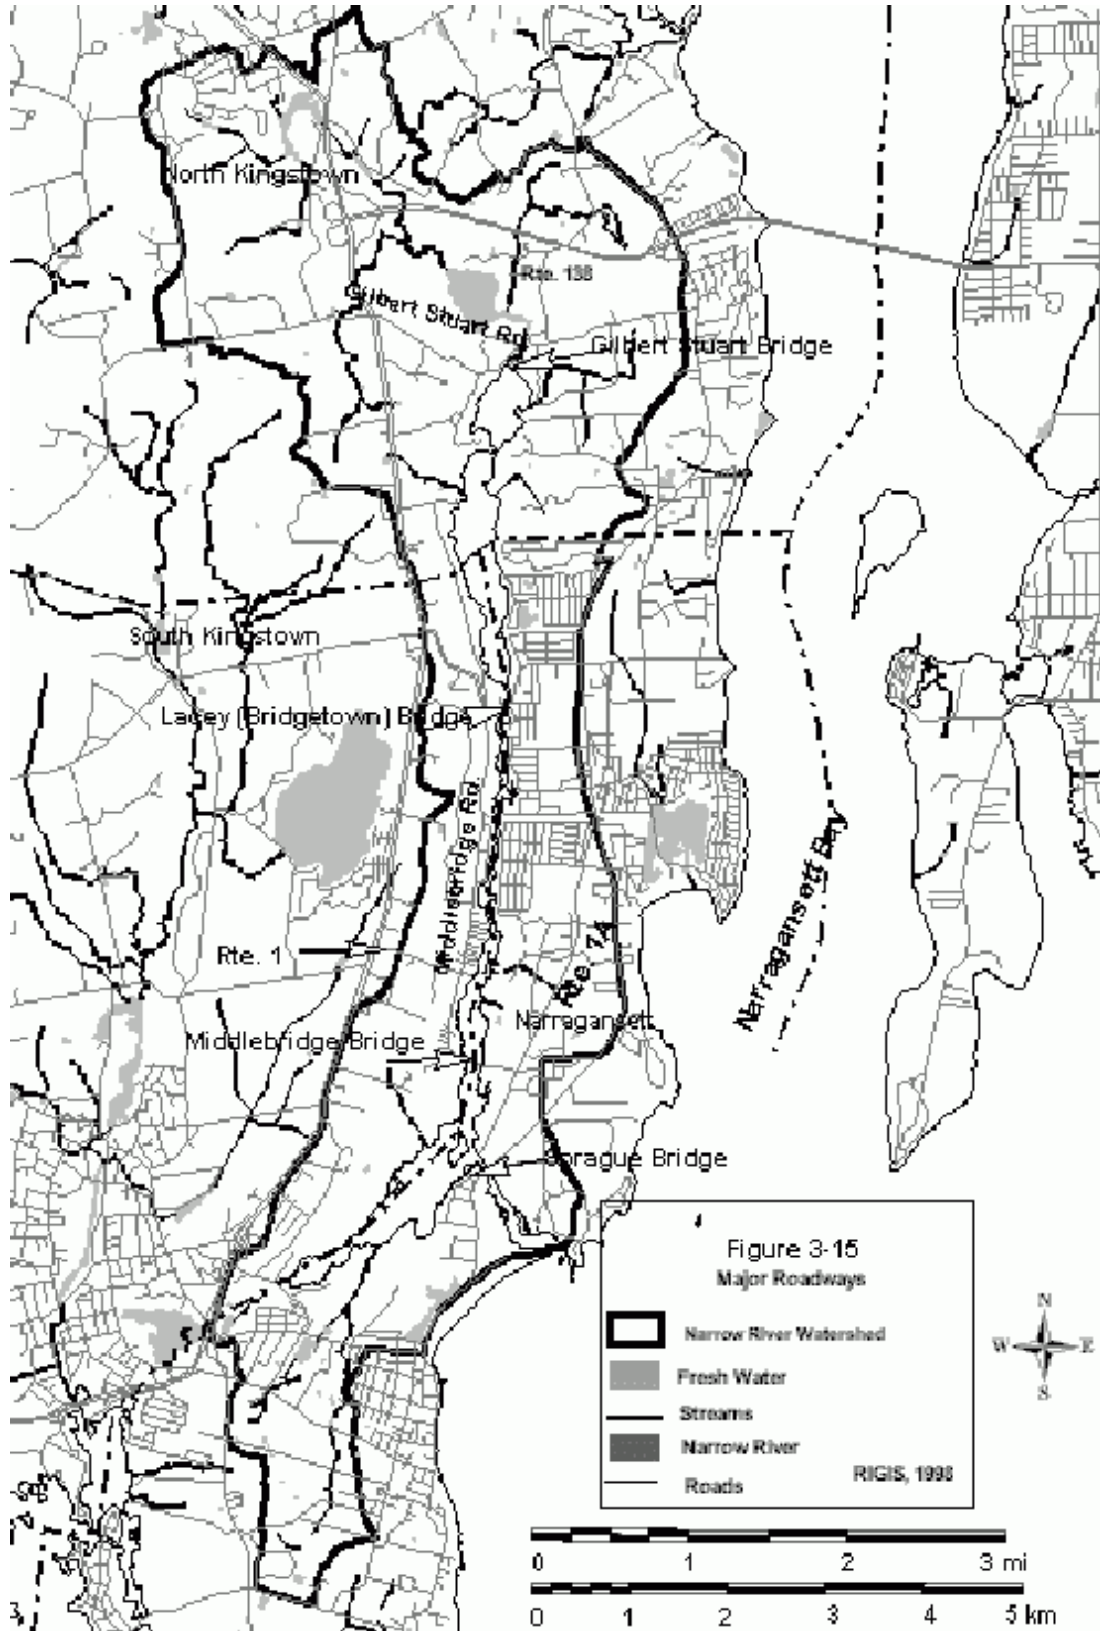 North Kingstown
Rte. 138
Gilbert Stuart Rd
Gilbert Stuart Bridge
South Kingstown
Lacey (Bridgetown) Bridge
Middlebridge Rd
Narragansett Bay
Rte. 1
Rte 7A
Narragansett
Middlebridge Bridge
Sprague Bridge
Figure 3-15
Major Roadways
Narrow River Watershed
Fresh Water
Streams
Narrow River
Roads
RIGIS, 1998
N
W E
S
0 1 2 3 mi
0 1 2 3 4 5 km